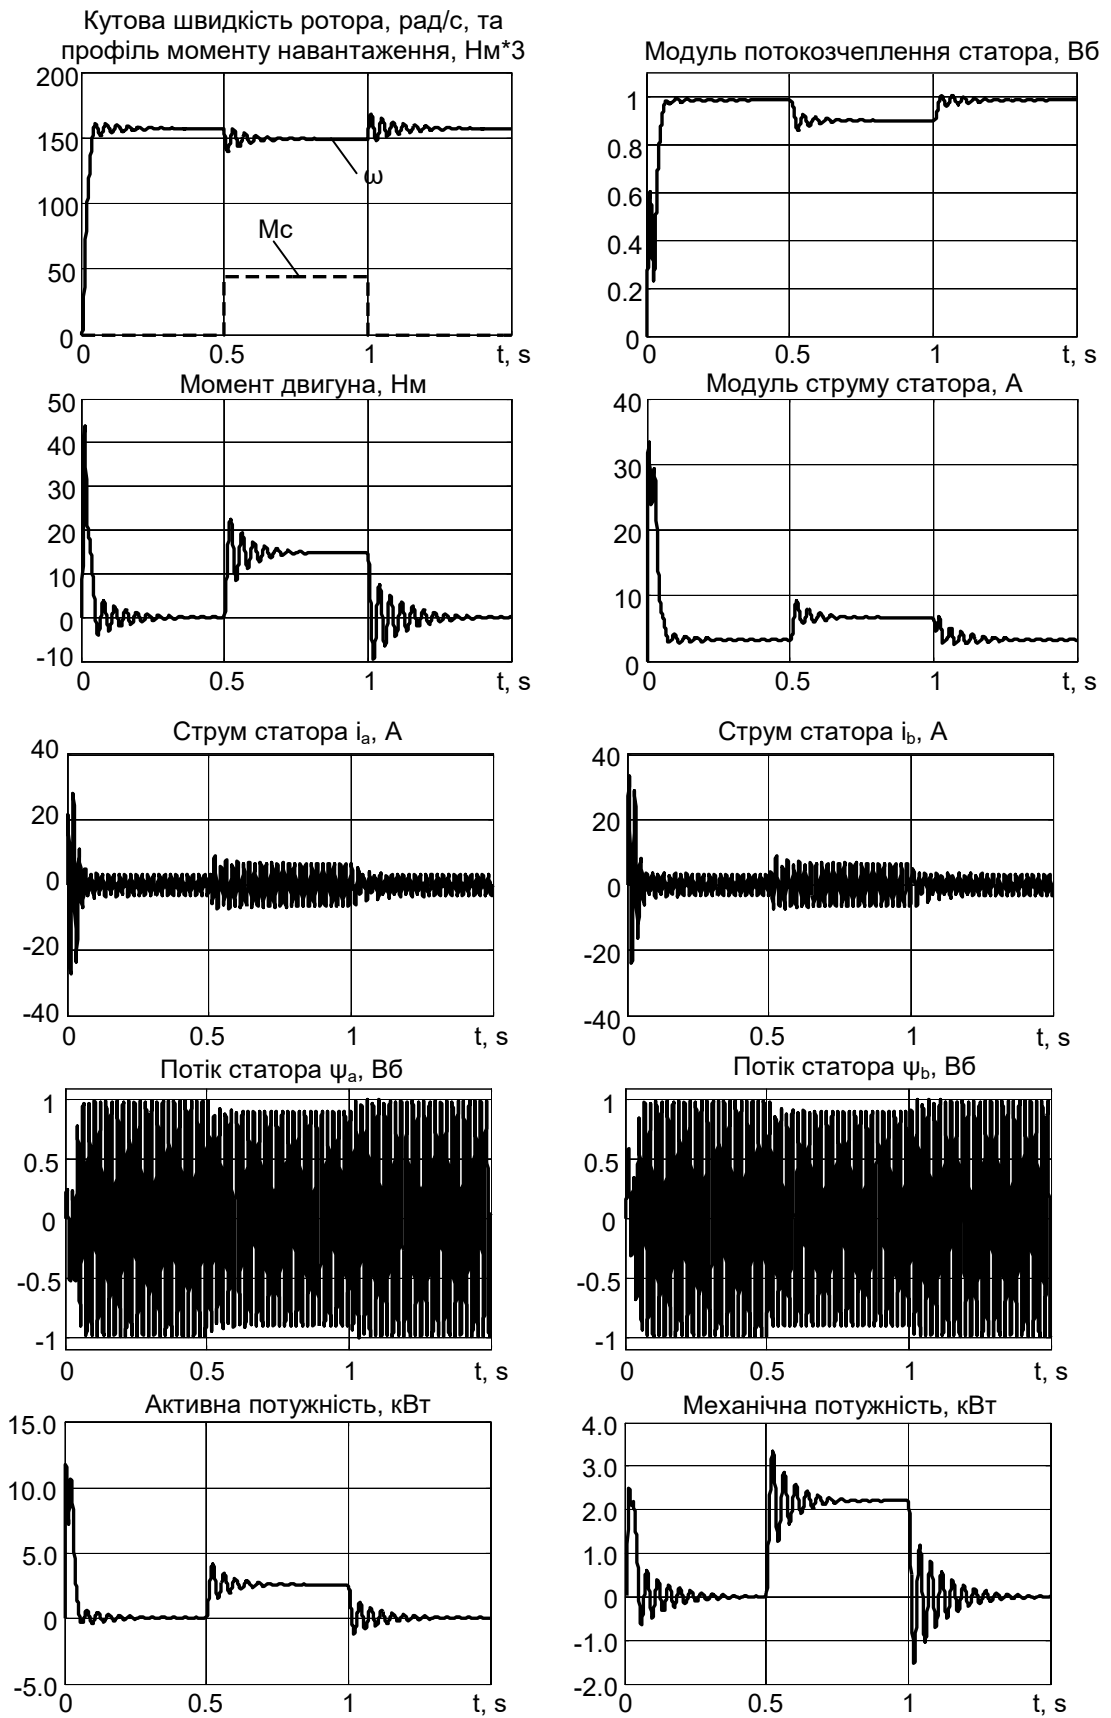 Кутова швидкість ротора, рад/с, та
профіль моменту навантаження, Нм*3
200
150
100
50
0
ω
Мс
0 0.5 1 t, s
Модуль потокозчеплення статора, Вб
1
0.8
0.6
0.4
0.2
0
0 0.5 1 t, s
Момент двигуна, Нм
50
40
30
20
10
0
-10
0 0.5 1 t, s
Модуль струму статора, А
40
30
20
10
0
0 0.5 1 t, s
Струм статора iₐ, А
40
20
0
-20
-40
0 0.5 1 t, s
Струм статора i_b, А
40
20
0
-20
-40
0 0.5 1 t, s
Потік статора ψₐ, Вб
1
0.5
0
-0.5
-1
0 0.5 1 t, s
Потік статора ψ_b, Вб
1
0.5
0
-0.5
-1
0 0.5 1 t, s
Активна потужність, кВт
15.0
10.0
5.0
0
-5.0
0 0.5 1 t, s
Механічна потужність, кВт
4.0
3.0
2.0
1.0
0
-1.0
-2.0
0 0.5 1 t, s